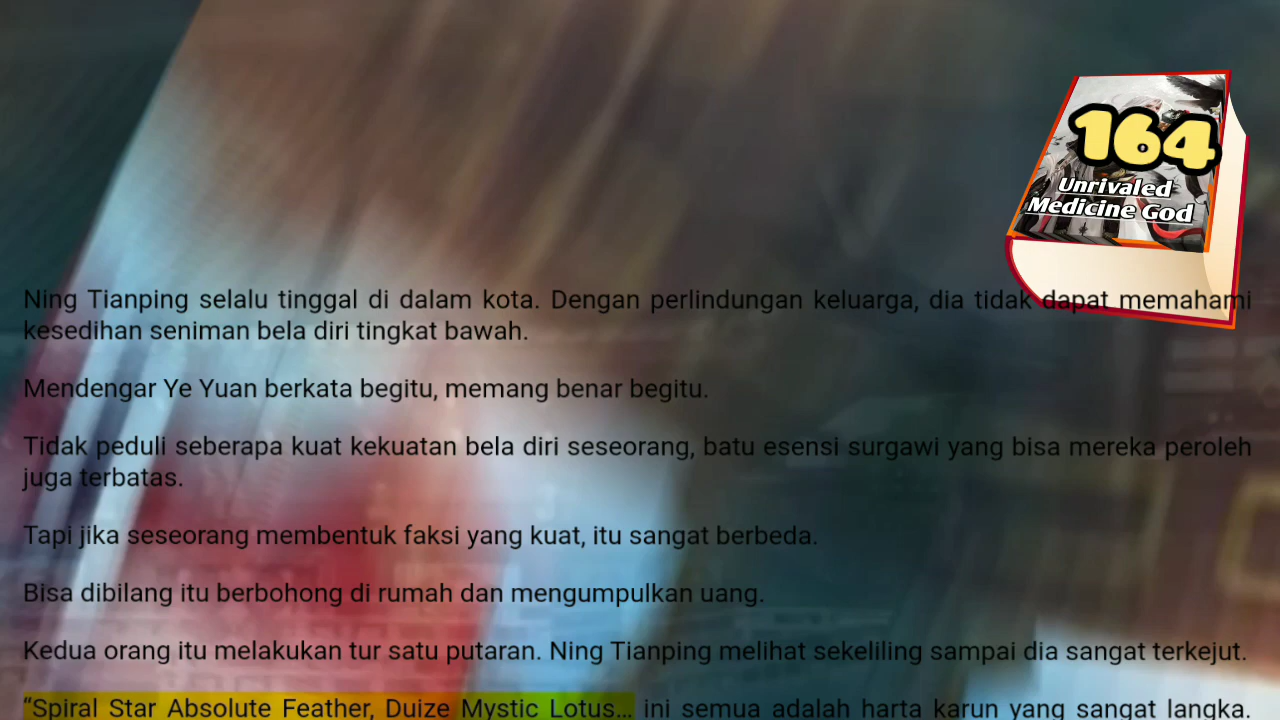 164
Unrivaled
Medicine God
Ning Tianping selalu tinggal di dalam kota. Dengan perlindungan keluarga, dia tidak dapat memahami
kesedihan seniman bela diri tingkat bawah.
Mendengar Ye Yuan berkata begitu, memang benar begitu.
Tidak peduli seberapa kuat kekuatan bela diri seseorang, batu esensi surgawi yang bisa mereka peroleh
juga terbatas.
Tapi jika seseorang membentuk faksi yang kuat, itu sangat berbeda.
Bisa dibilang itu berbohong di rumah dan mengumpulkan uang.
Kedua orang itu melakukan tur satu putaran. Ning Tianping melihat sekeliling sampai dia sangat terkejut.
“Spiral Star Absolute Feather, Duize Mystic Lotus... ini semua adalah harta karun yang sangat langka.